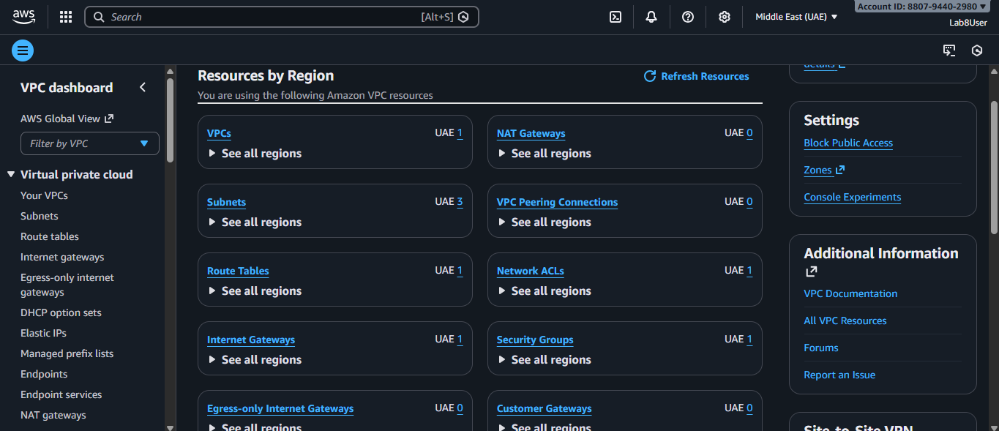 aws
Search [Alt+S]
Middle East (UAE)
Account ID: 8807-9440-2980
Lab8User
VPC dashboard
AWS Global View
Filter by VPC
Virtual private cloud
Your VPCs
Subnets
Route tables
Internet gateways
Egress-only internet
gateways
DHCP option sets
Elastic IPs
Managed prefix lists
Endpoints
Endpoint services
NAT gateways
Resources by Region
Refresh Resources
You are using the following Amazon VPC resources
VPCs UAE 1
See all regions
NAT Gateways UAE 0
See all regions
Subnets UAE 3
See all regions
VPC Peering Connections UAE 0
See all regions
Route Tables UAE 1
See all regions
Network ACLs UAE 1
See all regions
Internet Gateways UAE 1
See all regions
Security Groups UAE 1
See all regions
Egress-only Internet Gateways UAE 0
See all regions
Customer Gateways UAE 0
See all regions
details
Settings
Block Public Access
Zones
Console Experiments
Additional Information
VPC Documentation
All VPC Resources
Forums
Report an Issue
Site-to-Site VPN